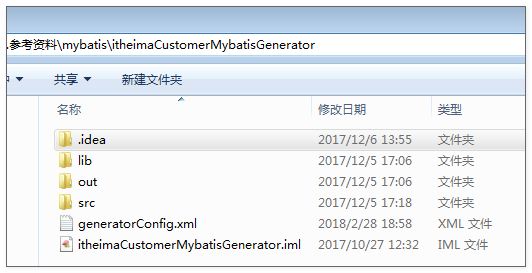 .参考资料\mybatis\itheimaCustomerMybatisGenerator
共享 新建文件夹
名称 修改日期 类型
.idea 2017/12/6 13:55 文件夹
lib 2017/12/5 17:06 文件夹
out 2017/12/5 17:06 文件夹
src 2017/12/5 17:18 文件夹
generatorConfig.xml 2018/2/28 18:58 XML 文件
itheimaCustomerMybatisGenerator.iml 2017/10/27 12:32 IML 文件